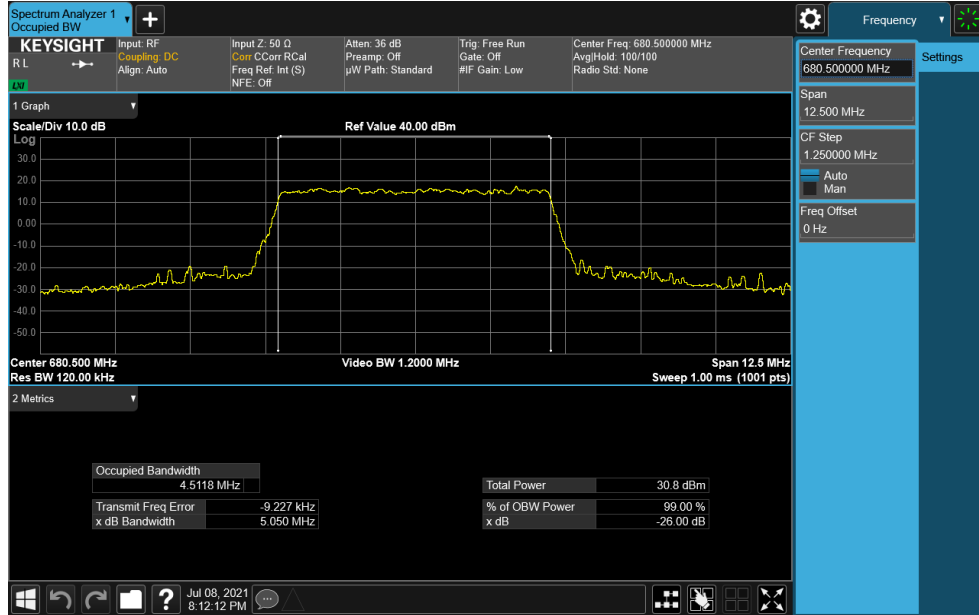 Spectrum Analyzer 1
Occupied BW
Frequency
KEYSIGHT
R L
LXI
Input: RF
Coupling: DC
Align: Auto
Input Z: 50 Ω
Corr CCorr RCal
Freq Ref: Int (S)
NFE: Off
Atten: 36 dB
Preamp: Off
µW Path: Standard
Trig: Free Run
Gate: Off
#IF Gain: Low
Center Freq: 680.500000 MHz
Avg|Hold: 100/100
Radio Std: None
Center Frequency
680.500000 MHz
Settings
Span
12.500 MHz
CF Step
1.250000 MHz
Auto
Man
Freq Offset
0 Hz
1 Graph
Scale/Div 10.0 dB
Ref Value 40.00 dBm
Log
30.0
20.0
10.0
0.00
-10.0
-20.0
-30.0
-40.0
-50.0
Center 680.500 MHz
Video BW 1.2000 MHz
Span 12.5 MHz
Res BW 120.00 kHz
Sweep 1.00 ms (1001 pts)
2 Metrics
Occupied Bandwidth
4.5118 MHz
Transmit Freq Error -9.227 kHz
x dB Bandwidth 5.050 MHz
Total Power 30.8 dBm
% of OBW Power 99.00 %
x dB -26.00 dB
Jul 08, 2021
8:12:12 PM